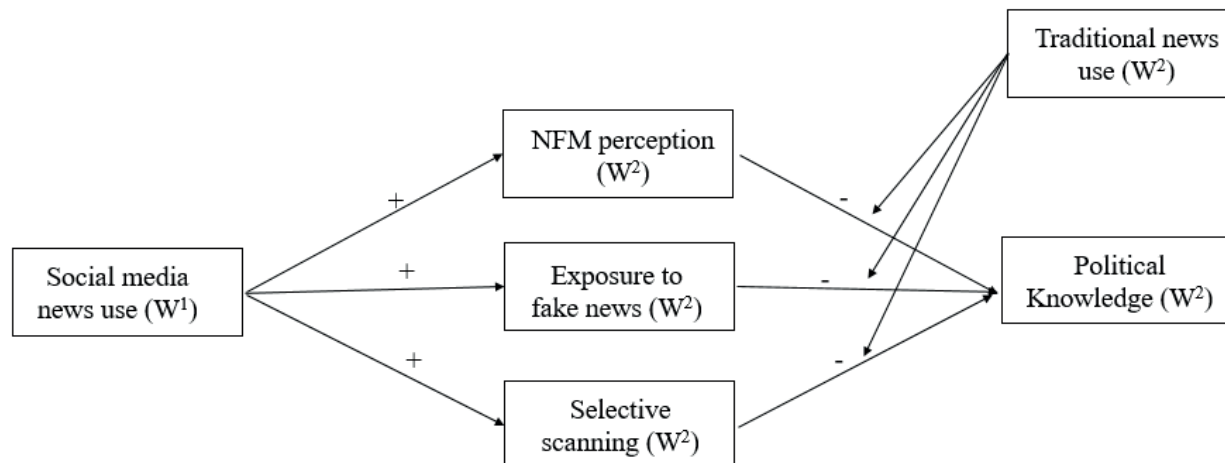 Traditional news
use (W²)
NFM perception
(W²)
-
+
Social media
news use (W¹)
+
Exposure to
fake news (W²)
-
Political
Knowledge (W²)
+
-
Selective
scanning (W²)